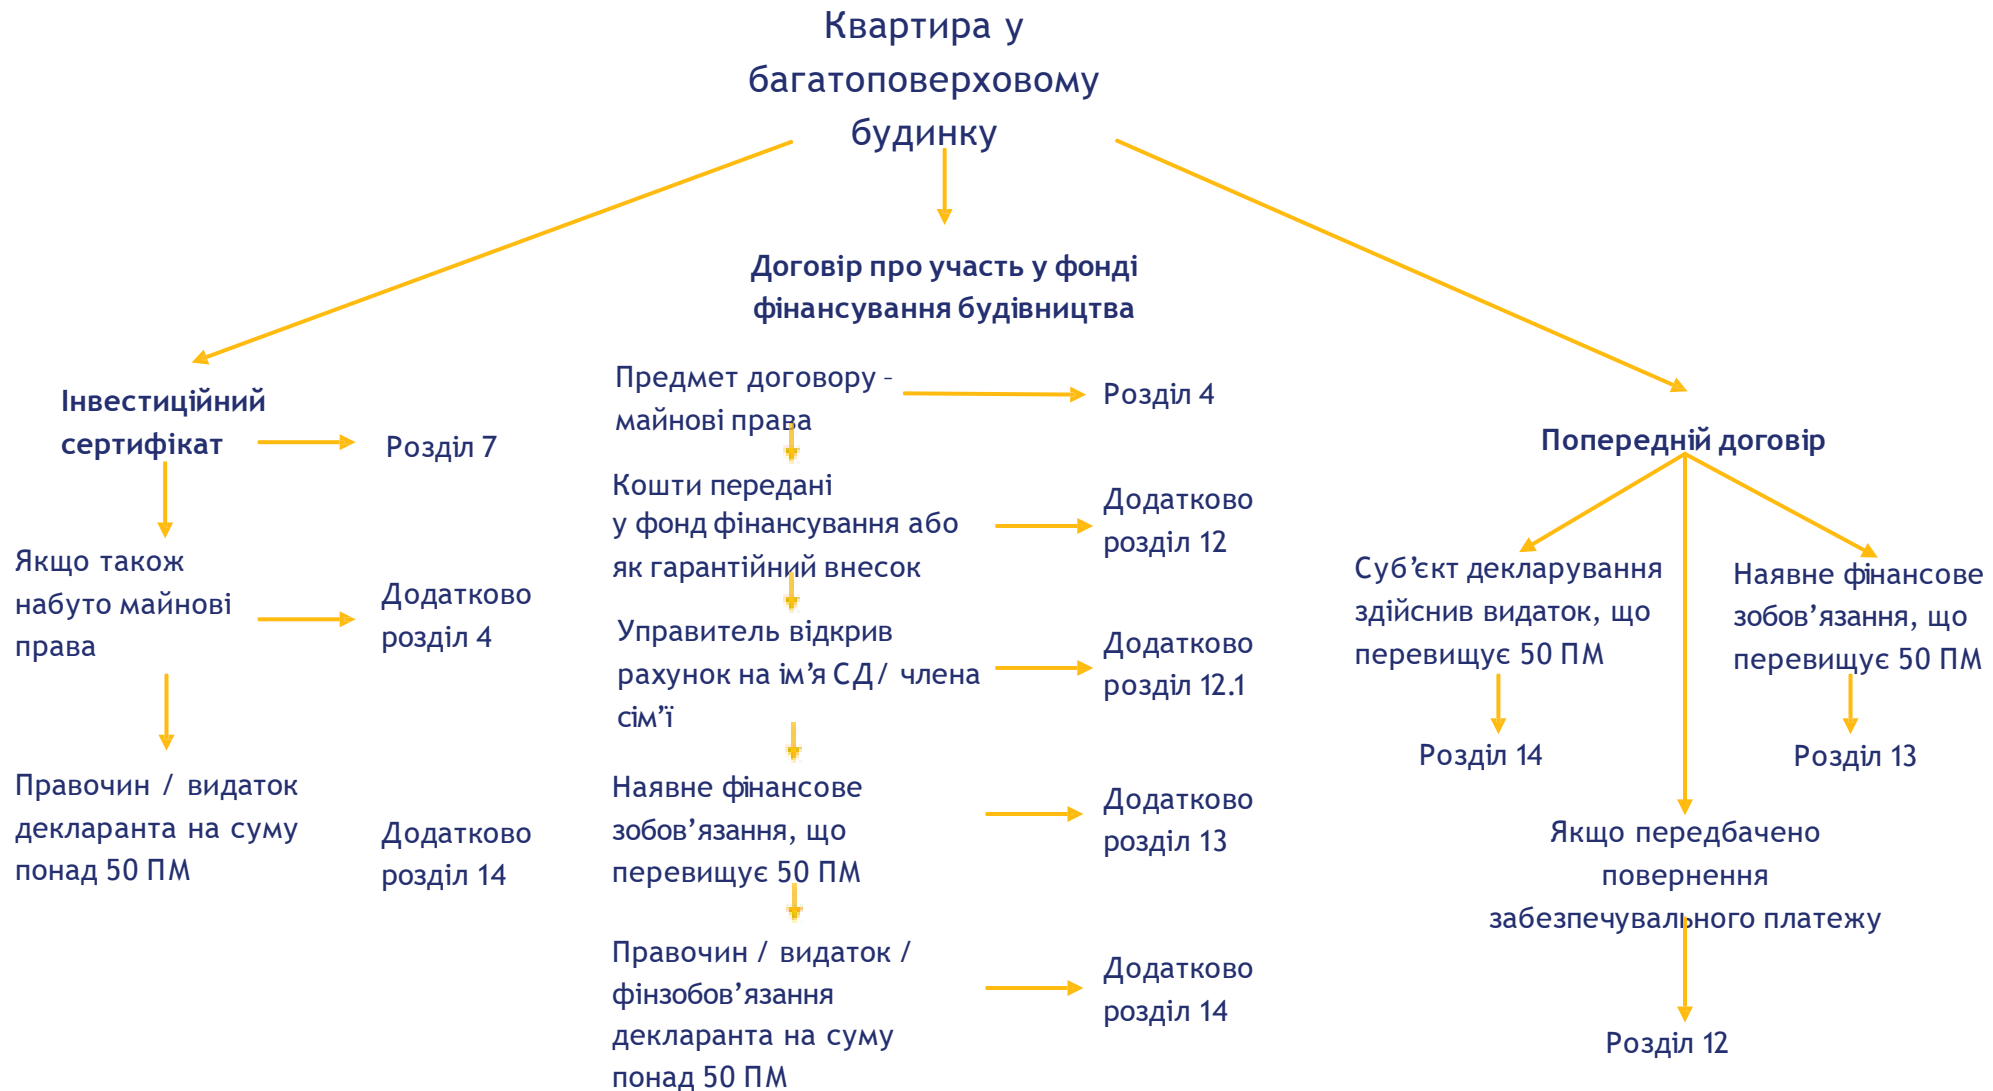 Квартира у
багатоповерховому
будинку
Інвестиційний
сертифікат
Розділ 7
Якщо також
набуто майнові
права
Додатково
розділ 4
Правочин / видаток
декларанта на суму
понад 50 ПМ
Додатково
розділ 14
Договір про участь у фонді
фінансування будівництва
Предмет договору –
майнові права
Розділ 4
Кошти передані
у фонд фінансування або
як гарантійний внесок
Додатково
розділ 12
Управитель відкрив
рахунок на ім’я СД/ члена
сім’ї
Додатково
розділ 12.1
Наявне фінансове
зобов’язання, що
перевищує 50 ПМ
Додатково
розділ 13
Правочин / видаток /
фінзобов’язання
декларанта на суму
понад 50 ПМ
Додатково
розділ 14
Попередній договір
Суб’єкт декларування
здійснив видаток, що
перевищує 50 ПМ
Розділ 14
Наявне фінансове
зобов’язання, що
перевищує 50 ПМ
Розділ 13
Якщо передбачено
повернення
забезпечувального платежу
Розділ 12